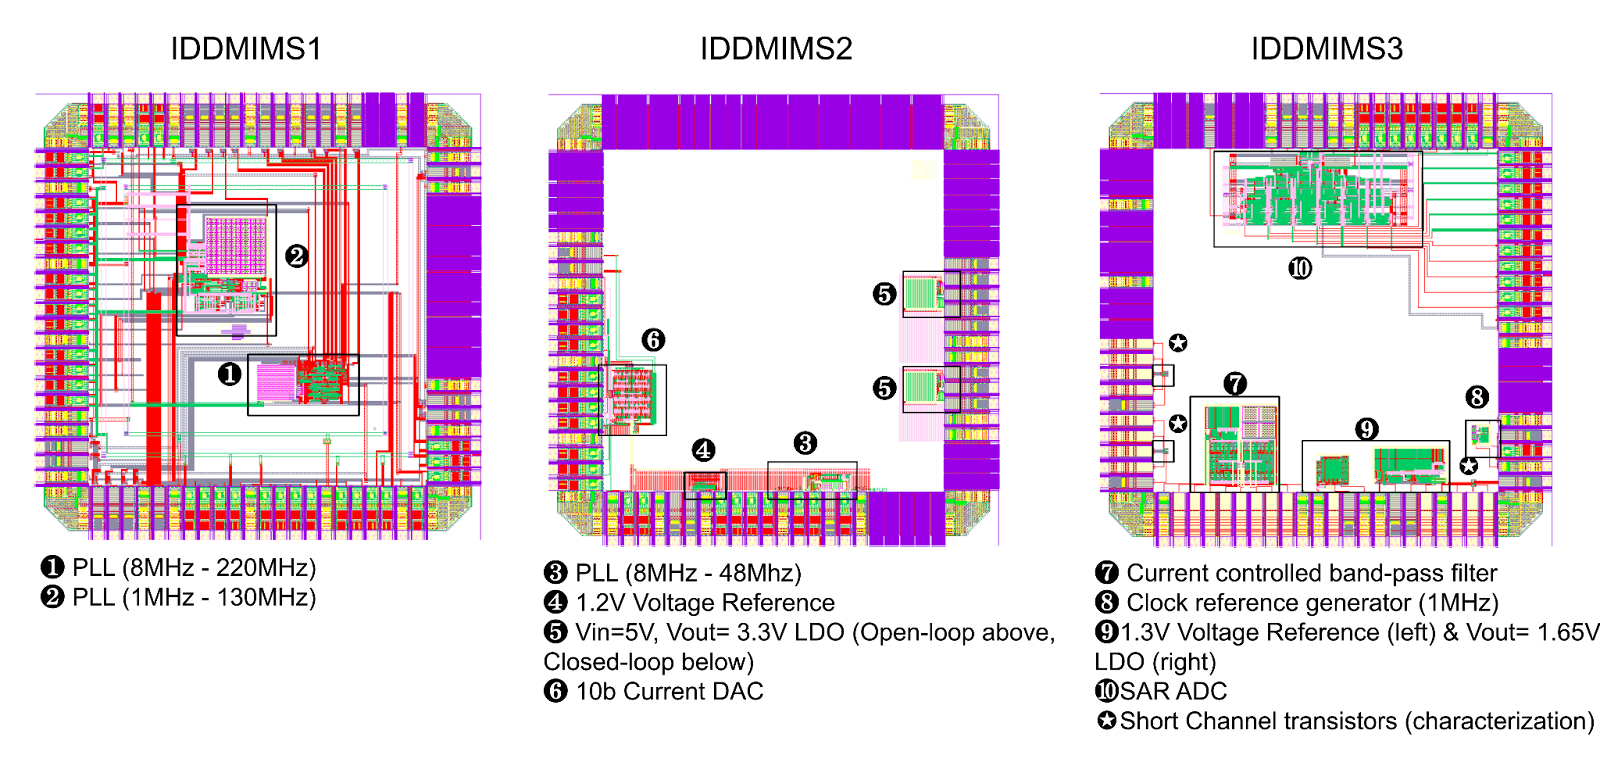 IDDMIMS1
IDDMIMS2
IDDMIMS3
❷
❶
❺
❻
❺
❹
❸
❿
✪
❼
❽
✪
❾
✪
❶ PLL (8MHz - 220MHz)
❷ PLL (1MHz - 130MHz)
❸ PLL (8MHz - 48Mhz)
❹ 1.2V Voltage Reference
❺ Vin=5V, Vout= 3.3V LDO (Open-loop above,
Closed-loop below)
❻ 10b Current DAC
❼ Current controlled band-pass filter
❽ Clock reference generator (1MHz)
❾1.3V Voltage Reference (left) & Vout= 1.65V
LDO (right)
❿SAR ADC
✪Short Channel transistors (characterization)